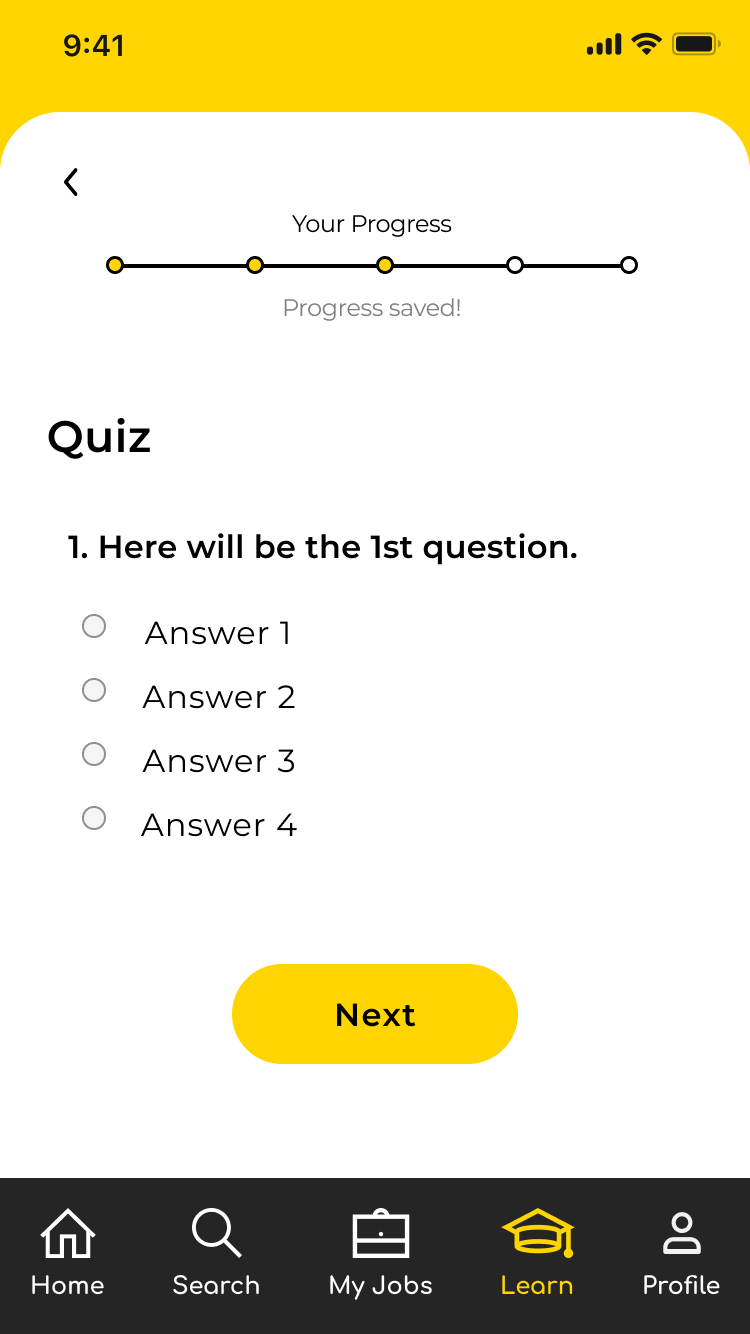 9:41
Your Progress
Progress saved!
Quiz
1. Here will be the 1st question.
Answer 1
Answer 2
Answer 3
Answer 4
Next
Home Search My Jobs Learn Profile